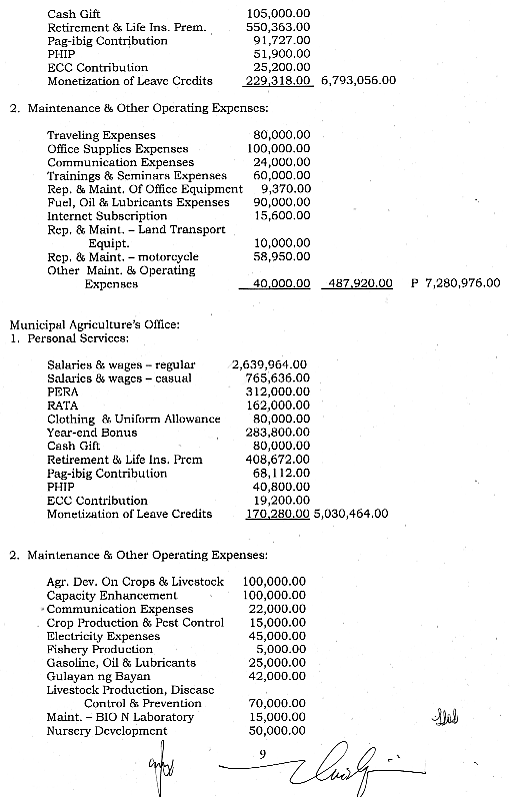 Cash Gift 105,000.00
Retirement & Life Ins. Prem. 550,363.00
Pag-ibig Contribution 91,727.00
PHIP 51,900.00
ECC Contribution 25,200.00
Monetization of Leave Credits 229,318.00 6,793,056.00
2. Maintenance & Other Operating Expenses:
Traveling Expenses 80,000.00
Office Supplies Expenses 100,000.00
Communication Expenses 24,000.00
Trainings & Seminars Expenses 60,000.00
Rep. & Maint. Of Office Equipment 9,370.00
Fuel, Oil & Lubricants Expenses 90,000.00
Internet Subscription 15,600.00
Rep. & Maint. – Land Transport
Equipt. 10,000.00
Rep. & Maint. – motorcycle 58,950.00
Other Maint. & Operating
Expenses 40,000.00 487,920.00 P 7,280,976.00
Municipal Agriculture's Office:
1. Personal Services:
Salaries & wages – regular 2,639,964.00
Salaries & wages – casual 765,636.00
PERA 312,000.00
RATA 162,000.00
Clothing & Uniform Allowance 80,000.00
Year-end Bonus 283,800.00
Cash Gift 80,000.00
Retirement & Life Ins. Prem 408,672.00
Pag-ibig Contribution 68,112.00
PHIP 40,800.00
ECC Contribution 19,200.00
Monetization of Leave Credits 170,280.00 5,030,464.00
2. Maintenance & Other Operating Expenses:
Agr. Dev. On Crops & Livestock 100,000.00
Capacity Enhancement 100,000.00
Communication Expenses 22,000.00
Crop Production & Pest Control 15,000.00
Electricity Expenses 45,000.00
Fishery Production 5,000.00
Gasoline, Oil & Lubricants 25,000.00
Gulayan ng Bayan 42,000.00
Livestock Production, Disease
Control & Prevention 70,000.00
Maint. – BIO N Laboratory 15,000.00
Nursery Development 50,000.00
9